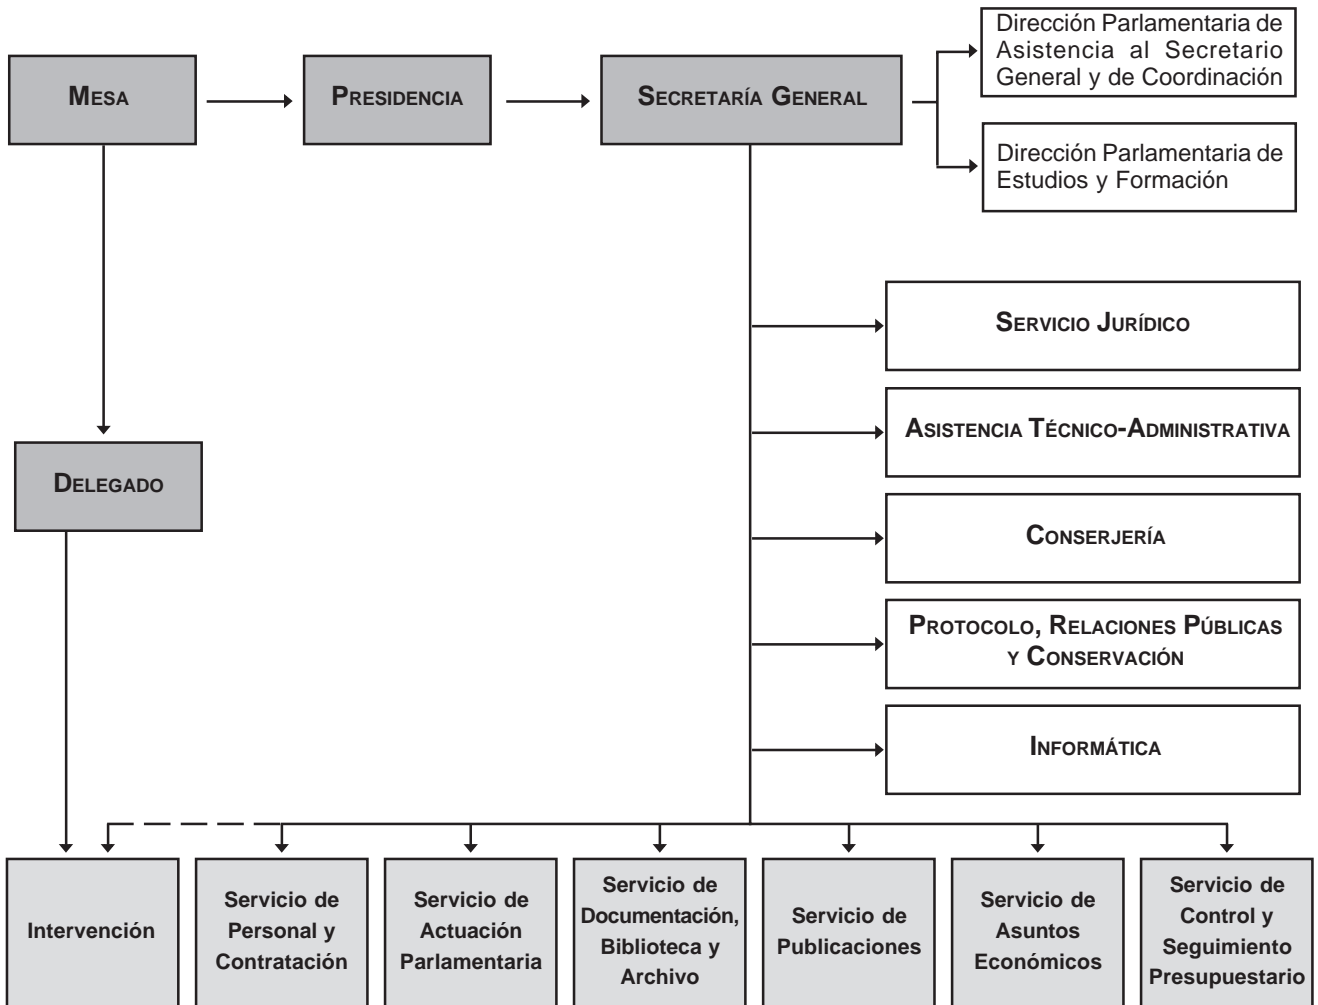 MESA
PRESIDENCIA
SECRETARÍA GENERAL
Dirección Parlamentaria de
Asistencia al Secretario
General y de Coordinación
Dirección Parlamentaria de
Estudios y Formación
SERVICIO JURÍDICO
ASISTENCIA TÉCNICO-ADMINISTRATIVA
DELEGADO
CONSERJERÍA
PROTOCOLO, RELACIONES PÚBLICAS
Y CONSERVACIÓN
INFORMÁTICA
Intervención
Servicio de
Personal y
Contratación
Servicio de
Actuación
Parlamentaria
Servicio de
Documentación,
Biblioteca y
Archivo
Servicio de
Publicaciones
Servicio de
Asuntos
Económicos
Servicio de
Control y
Seguimiento
Presupuestario